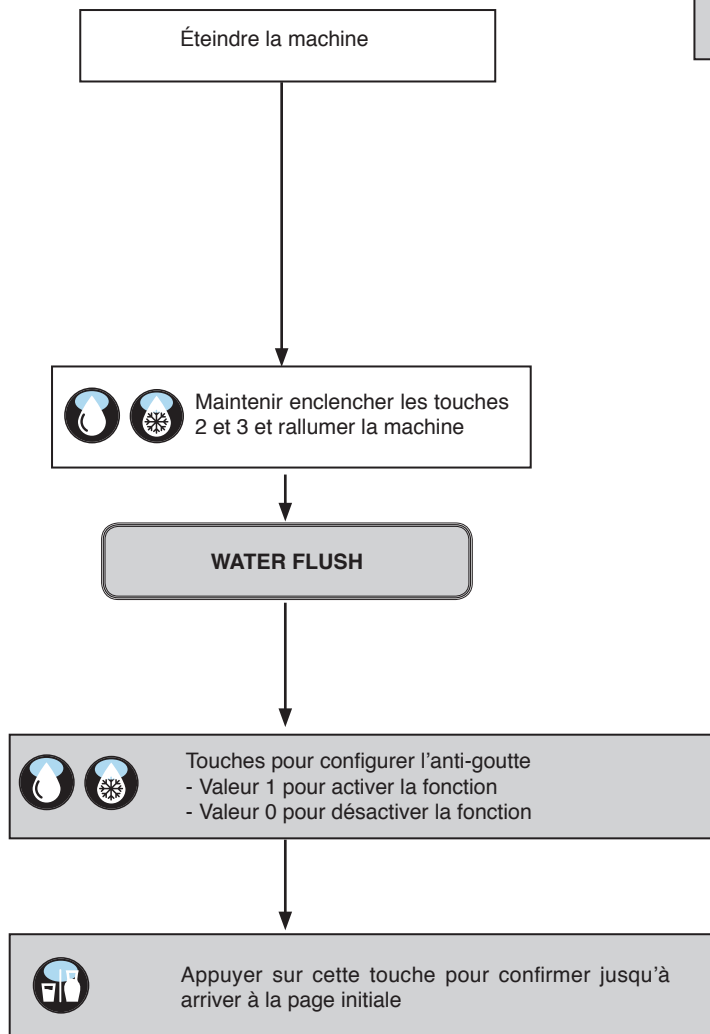 Éteindre la machine
Maintenir enclencher les touches
2 et 3 et rallumer la machine
WATER FLUSH
Touches pour configurer l'anti-goutte
- Valeur 1 pour activer la fonction
- Valeur 0 pour désactiver la fonction
Appuyer sur cette touche pour confirmer jusqu'à
arriver à la page initiale